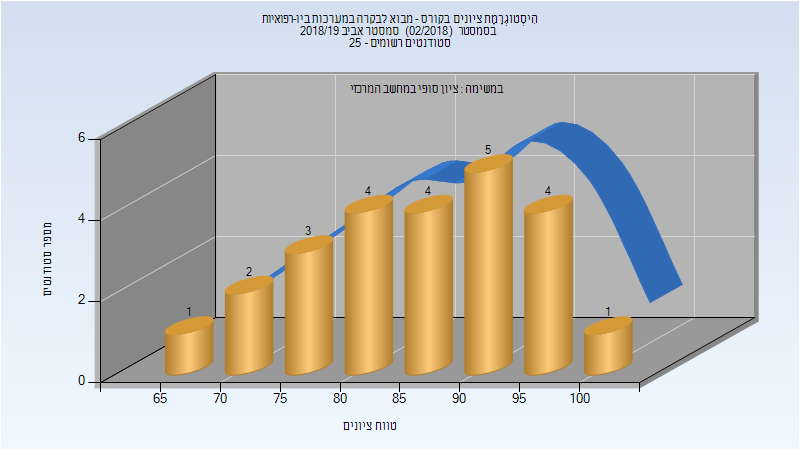 הִיסטוגְרָמַת ציונים בקורס - מבוא לבקרה במערכות ביו-רפואיות
בסמסטר (02/2018) סמסטר אביב 2018/19
סטודנטים רשומים - 25
במשימה : ציון סופי במחשב המרכזי
מספר סטודנטים
6
4
2
0
1
2
3
4
4
5
4
1
65 70 75 80 85 90 95 100
טווח ציונים